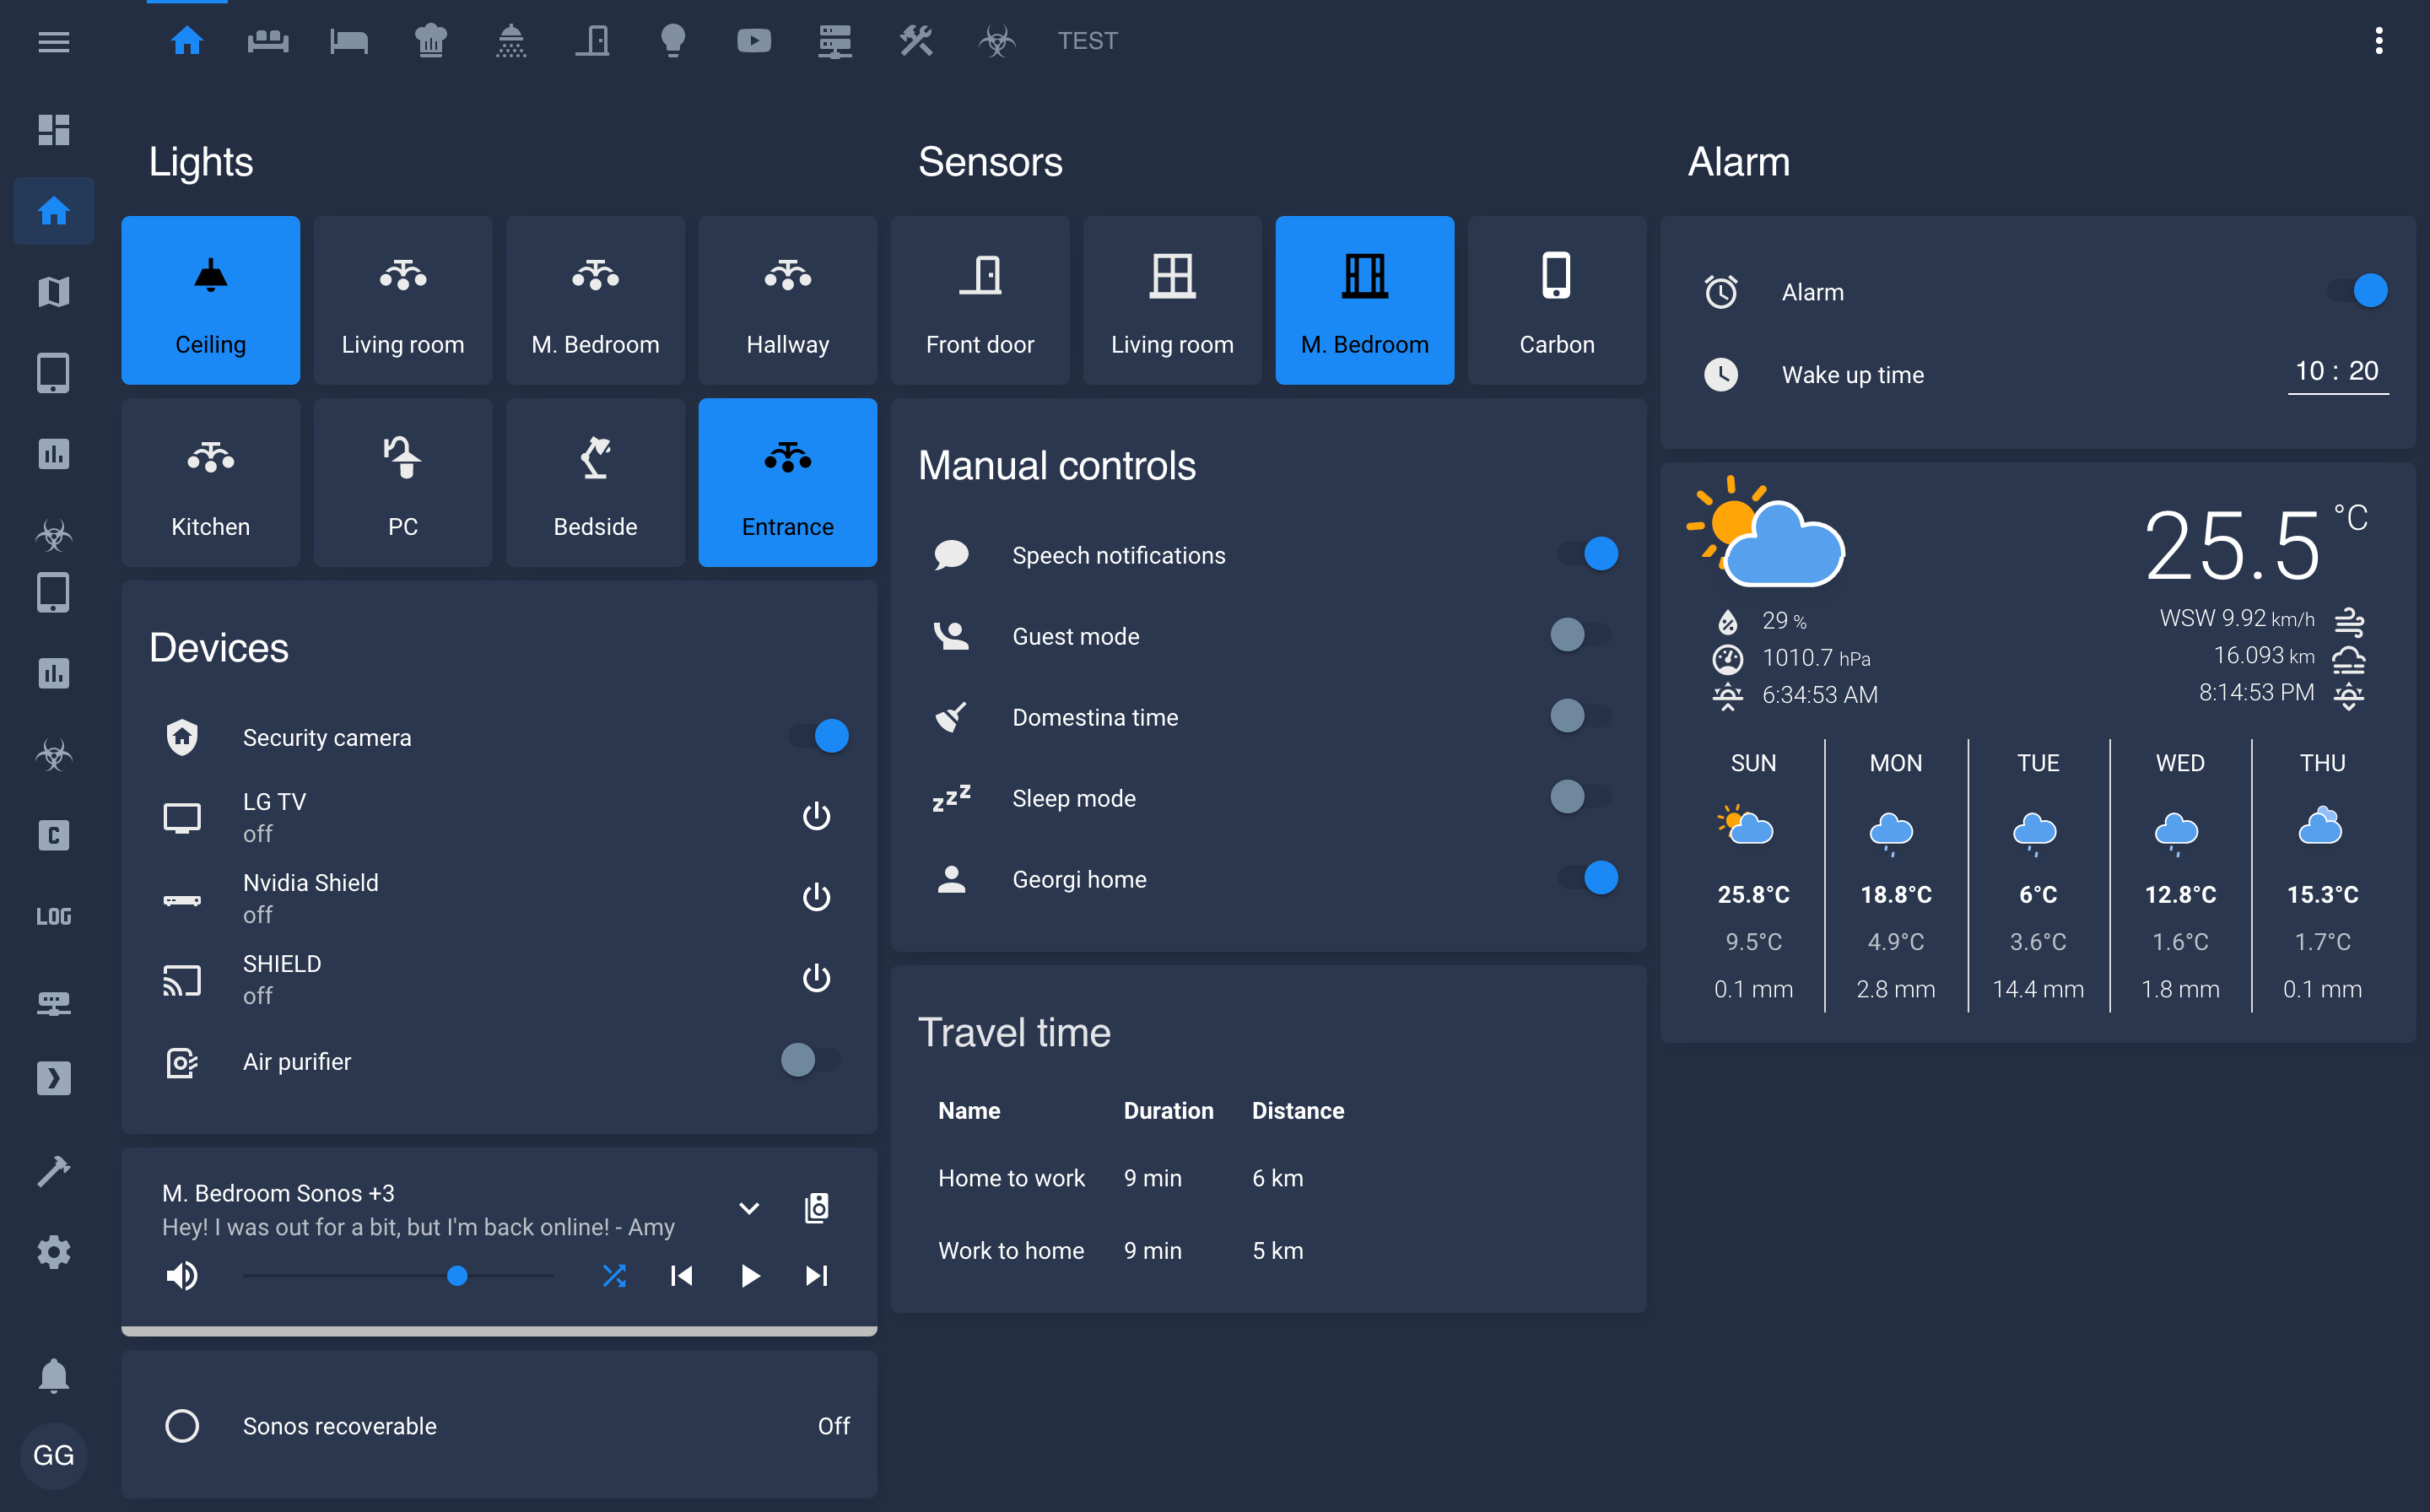 TEST
Lights
Ceiling
Living room
M. Bedroom
Hallway
Kitchen
PC
Bedside
Entrance
Devices
Security camera
LG TV
off
Nvidia Shield
off
SHIELD
off
Air purifier
M. Bedroom Sonos +3
Hey! I was out for a bit, but I'm back online! - Amy
Sonos recoverable Off
Sensors
Front door
Living room
M. Bedroom
Carbon
Manual controls
Speech notifications
Guest mode
Domestina time
Sleep mode
Georgi home
Travel time
Name Duration Distance
Home to work 9 min 6 km
Work to home 9 min 5 km
Alarm
Alarm
Wake up time 10 : 20
25.5 °C
29 % WSW 9.92 km/h
1010.7 hPa 16.093 km
6:34:53 AM 8:14:53 PM
SUN MON TUE WED THU
25.8°C 18.8°C 6°C 12.8°C 15.3°C
9.5°C 4.9°C 3.6°C 1.6°C 1.7°C
0.1 mm 2.8 mm 14.4 mm 1.8 mm 0.1 mm
C
LOG
GG